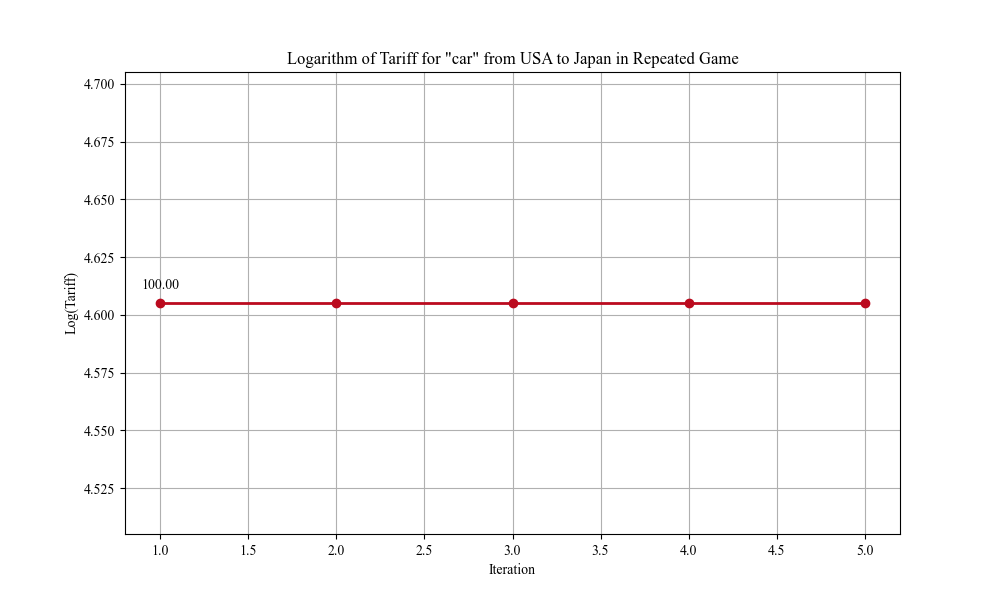 Logarithm of Tariff for "car" from USA to Japan in Repeated Game
4.700
4.675
4.650
4.625
4.600
4.575
4.550
4.525
Log(Tariff)
100.00
1.0 1.5 2.0 2.5 3.0 3.5 4.0 4.5 5.0
Iteration